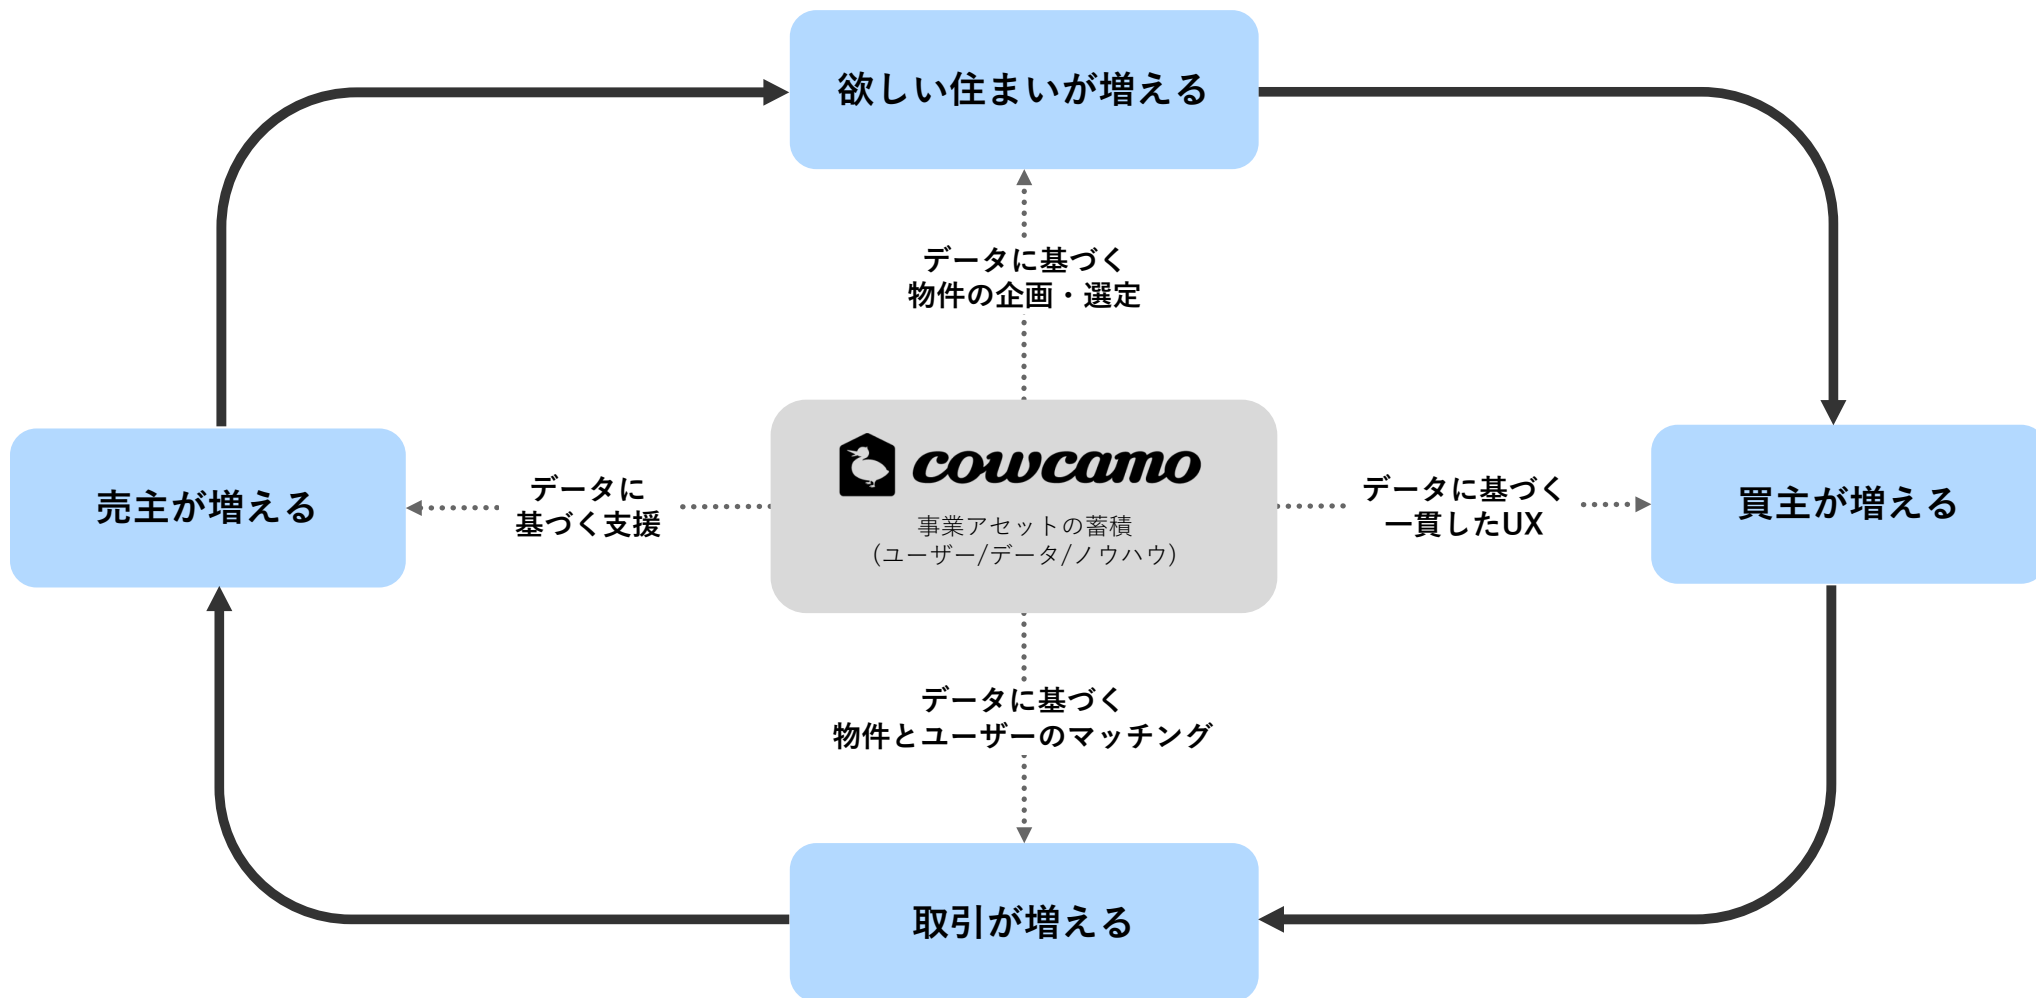 欲しい住まいが増える
データに基づく
物件の企画・選定
売主が増える
データに
基づく支援
cowcamo
事業アセットの蓄積
(ユーザー/データ/ノウハウ)
データに基づく
一貫したUX
買主が増える
データに基づく
物件とユーザーのマッチング
取引が増える